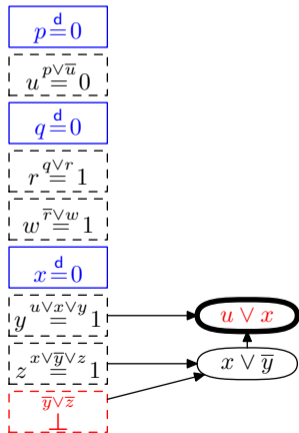 p d= 0
u p∨u̅= 0
q d= 0
r q∨r= 1
w r̅∨w= 1
x d= 0
y u∨x∨y= 1 u ∨ x
z x∨y̅∨z= 1 x ∨ y̅
y̅∨z̅
⊥